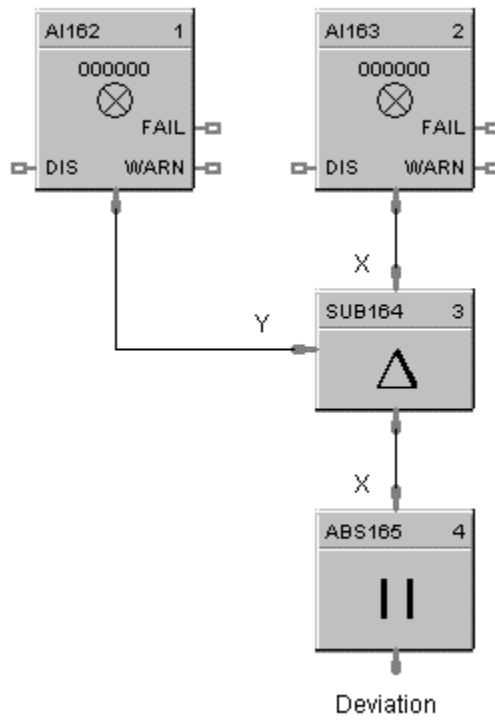 AI162 1
000000
FAIL
DIS WARN
AI163 2
000000
FAIL
DIS WARN
X
Y
SUB164 3
Δ
X
ABS165 4
| |
Deviation